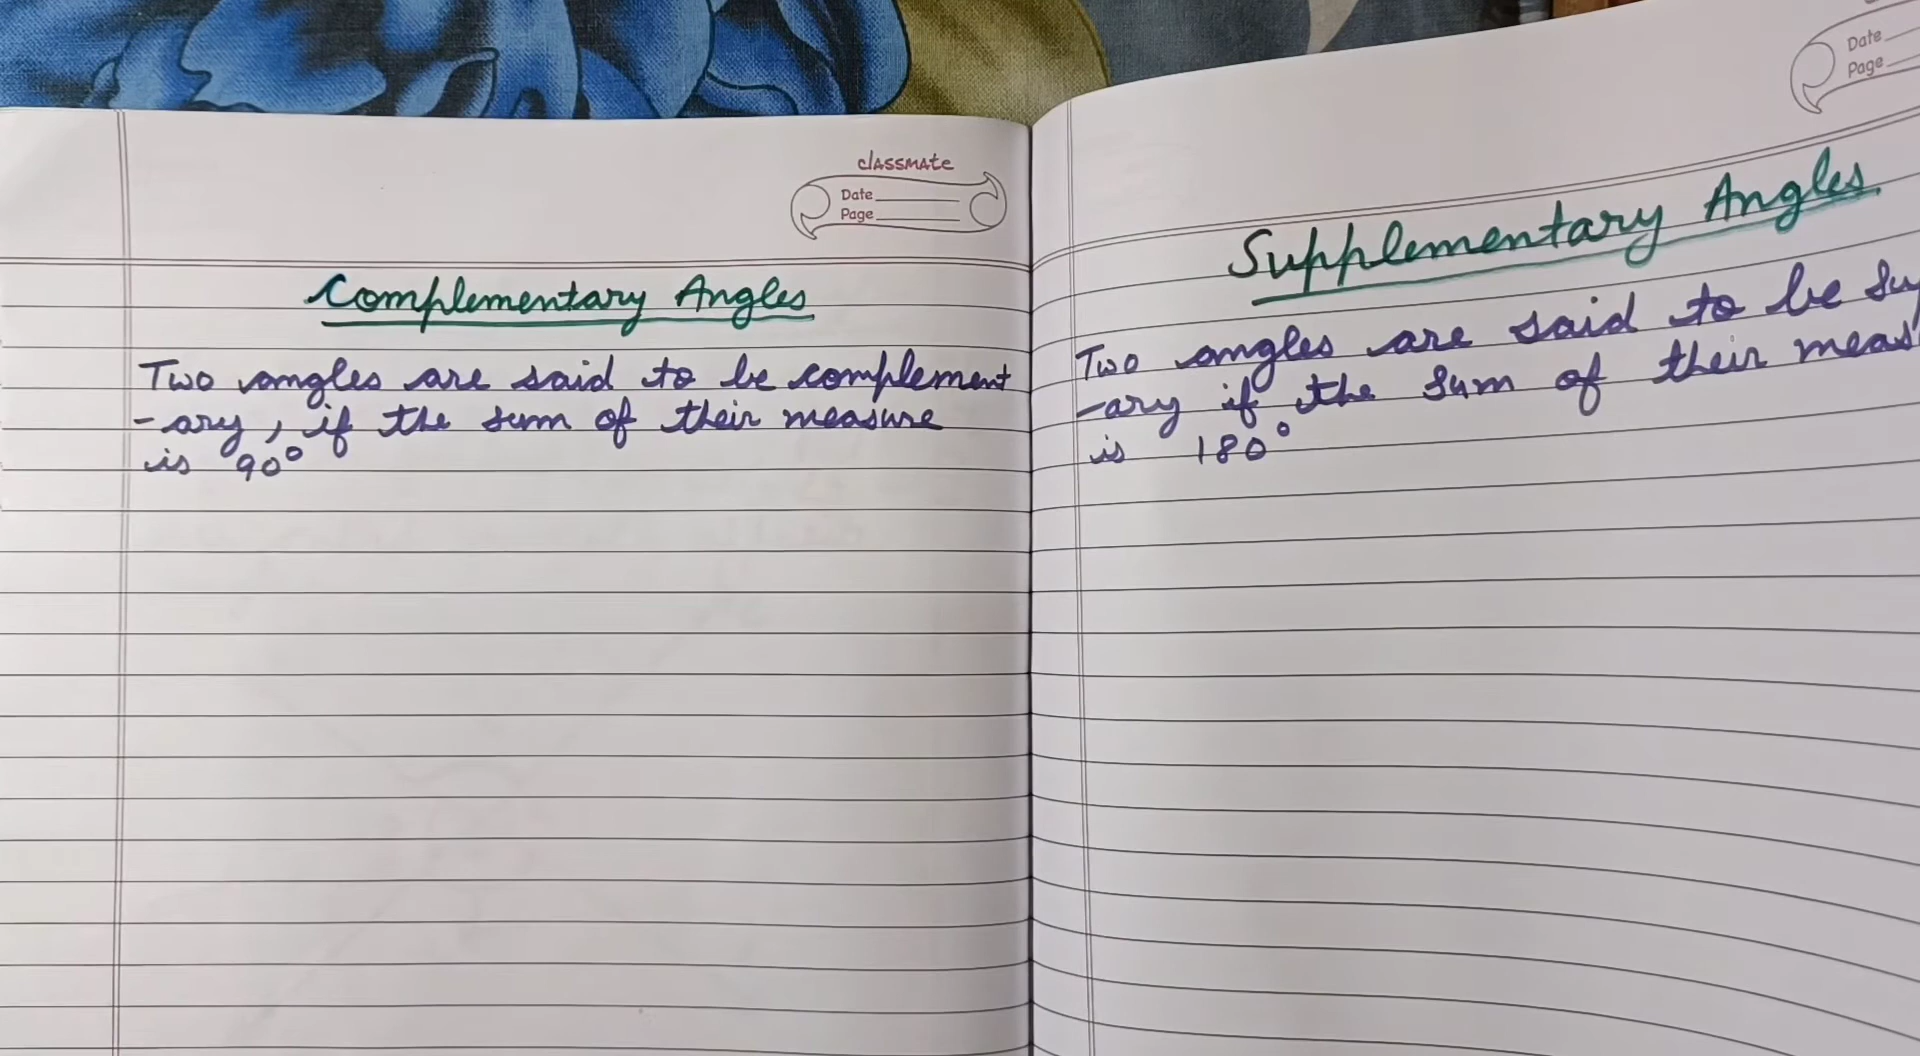 classmate
Date
Page
Complementary Angles
Two angles are said to be complement
-ary, if the sum of their measure
is 90°
Date
Page
Supplementary Angles
Two angles are said to be
-ary if the sum of their
is 180°